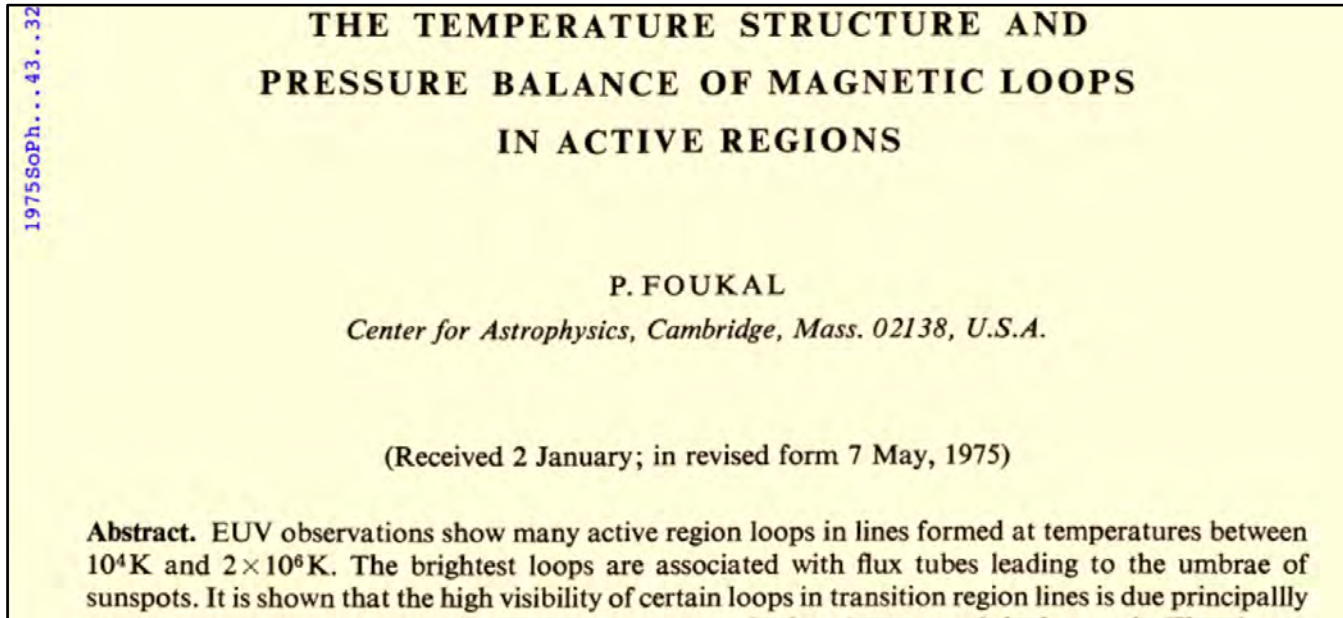 1975SoPh...43..32
THE TEMPERATURE STRUCTURE AND
PRESSURE BALANCE OF MAGNETIC LOOPS
IN ACTIVE REGIONS
P. FOUKAL
Center for Astrophysics, Cambridge, Mass. 02138, U.S.A.
(Received 2 January; in revised form 7 May, 1975)
Abstract. EUV observations show many active region loops in lines formed at temperatures between
10⁴K and 2×10⁶K. The brightest loops are associated with flux tubes leading to the umbrae of
sunspots. It is shown that the high visibility of certain loops in transition region lines is due principallly